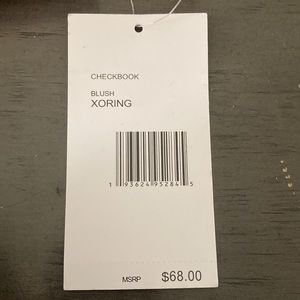 CHECKBOOK
BLUSH
XORING
1 93624 95284 5
MSRP $68.00